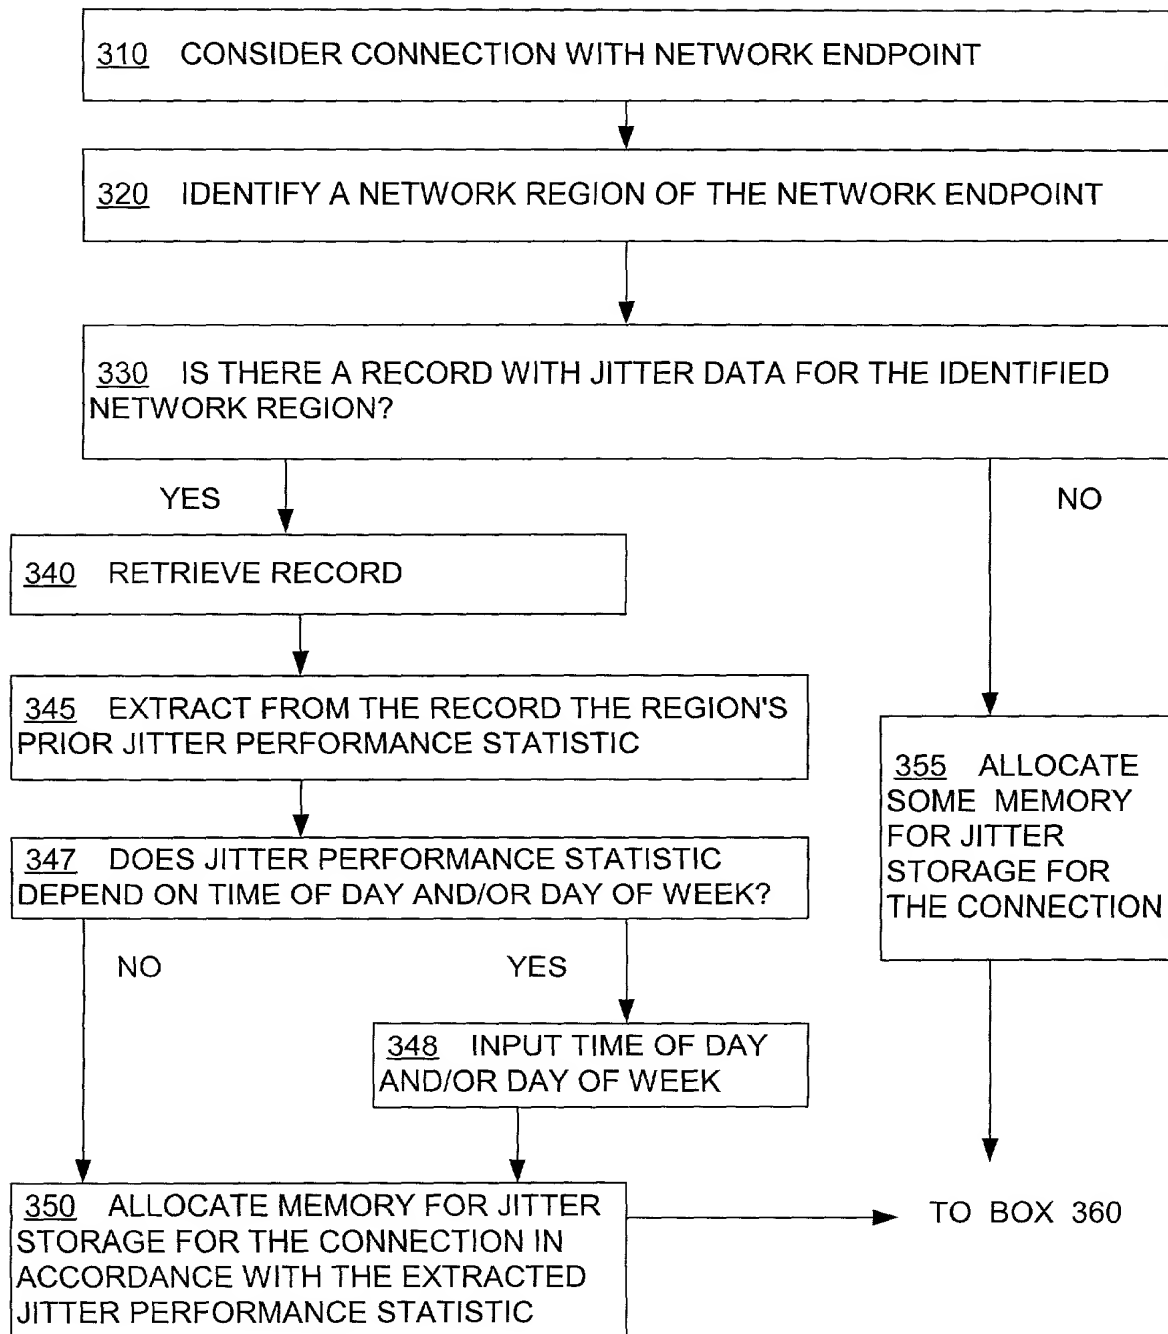 310 CONSIDER CONNECTION WITH NETWORK ENDPOINT
320 IDENTIFY A NETWORK REGION OF THE NETWORK ENDPOINT
330 IS THERE A RECORD WITH JITTER DATA FOR THE IDENTIFIED
NETWORK REGION?
YES
NO
340 RETRIEVE RECORD
345 EXTRACT FROM THE RECORD THE REGION'S
PRIOR JITTER PERFORMANCE STATISTIC
355 ALLOCATE
SOME MEMORY
FOR JITTER
STORAGE FOR
THE CONNECTION
347 DOES JITTER PERFORMANCE STATISTIC
DEPEND ON TIME OF DAY AND/OR DAY OF WEEK?
NO
YES
348 INPUT TIME OF DAY
AND/OR DAY OF WEEK
350 ALLOCATE MEMORY FOR JITTER
STORAGE FOR THE CONNECTION IN
ACCORDANCE WITH THE EXTRACTED
JITTER PERFORMANCE STATISTIC
TO BOX 360